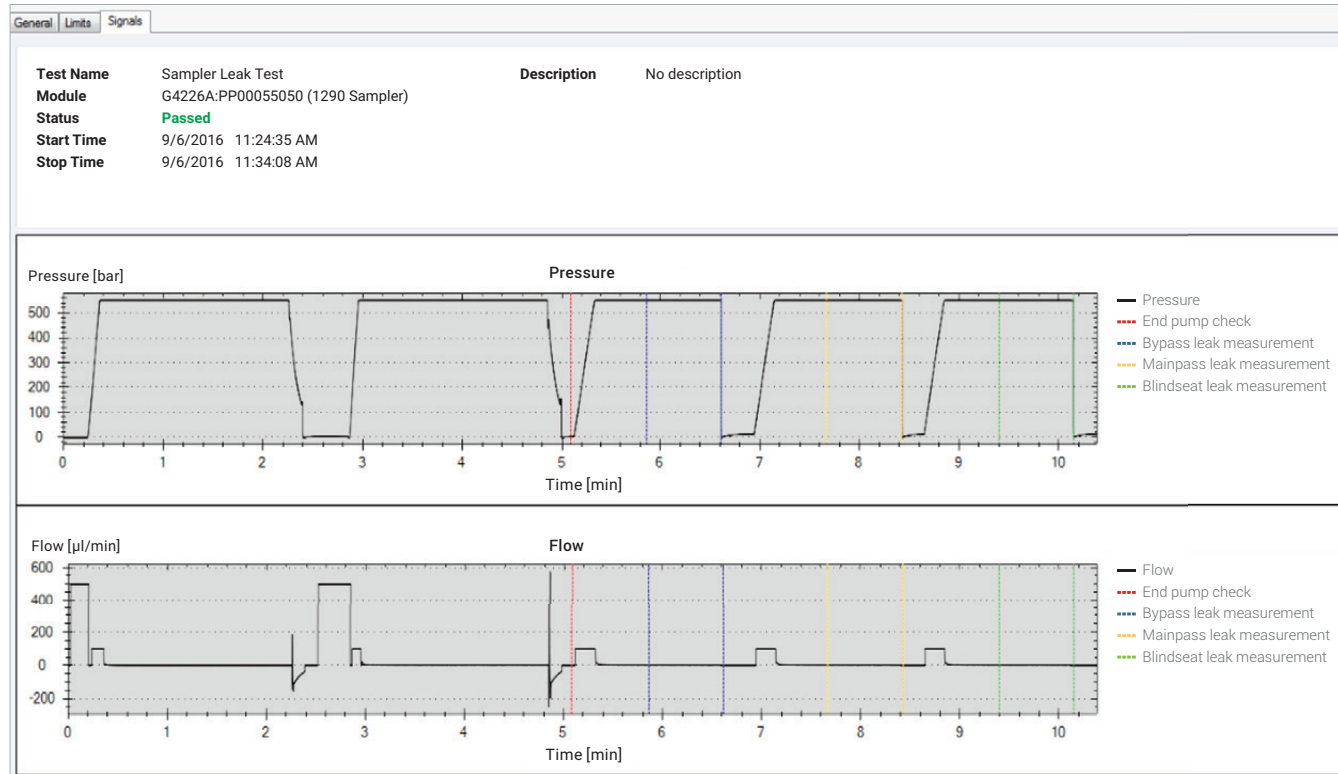 General Limits Signals
Test Name Sampler Leak Test Description No description
Module G4226A:PP00055050 (1290 Sampler)
Status Passed
Start Time 9/6/2016 11:24:35 AM
Stop Time 9/6/2016 11:34:08 AM
Pressure [bar] Pressure
500
400
300
200
100
0
0 1 2 3 4 5 6 7 8 9 10
Time [min]
Pressure
End pump check
Bypass leak measurement
Mainpass leak measurement
Blindseat leak measurement
Flow [µl/min] Flow
600
400
200
0
-200
0 1 2 3 4 5 6 7 8 9 10
Time [min]
Flow
End pump check
Bypass leak measurement
Mainpass leak measurement
Blindseat leak measurement